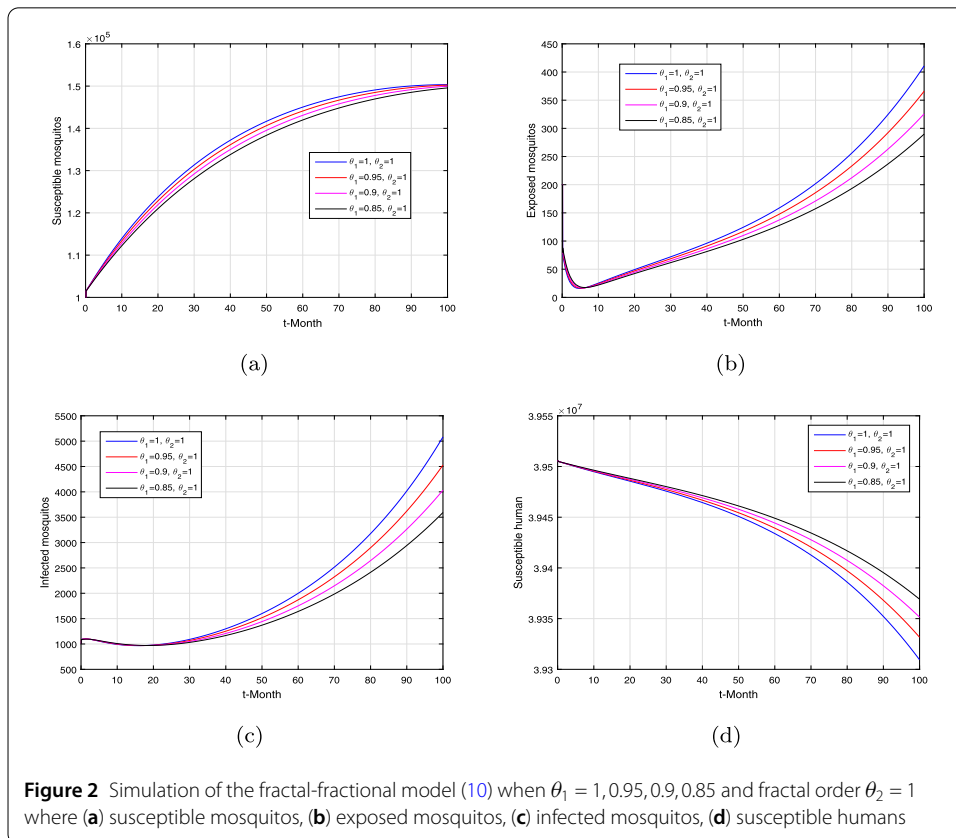 ×10⁵
1.6
1.5
1.4
1.3
1.2
1.1
1
Susceptible mosquitos
θ₁=1, θ₂=1
θ₁=0.95, θ₂=1
θ₁=0.9, θ₂=1
θ₁=0.85, θ₂=1
0 10 20 30 40 50 60 70 80 90 100
t-Month
(a)
450
400
350
300
250
200
150
100
50
0
Exposed mosquitos
θ₁=1, θ₂=1
θ₁=0.95, θ₂=1
θ₁=0.9, θ₂=1
θ₁=0.85, θ₂=1
0 10 20 30 40 50 60 70 80 90 100
t-Month
(b)
5500
5000
4500
4000
3500
3000
2500
2000
1500
1000
500
Infected mosquitos
θ₁=1, θ₂=1
θ₁=0.95, θ₂=1
θ₁=0.9, θ₂=1
θ₁=0.85, θ₂=1
0 10 20 30 40 50 60 70 80 90 100
t-Month
(c)
×10⁷
3.955
3.95
3.945
3.94
3.935
3.93
Susceptible human
θ₁=1, θ₂=1
θ₁=0.95, θ₂=1
θ₁=0.9, θ₂=1
θ₁=0.85, θ₂=1
0 10 20 30 40 50 60 70 80 90 100
t-Month
(d)
Figure 2 Simulation of the fractal-fractional model (10) when θ₁ = 1, 0.95, 0.9, 0.85 and fractal order θ₂ = 1
where (a) susceptible mosquitos, (b) exposed mosquitos, (c) infected mosquitos, (d) susceptible humans